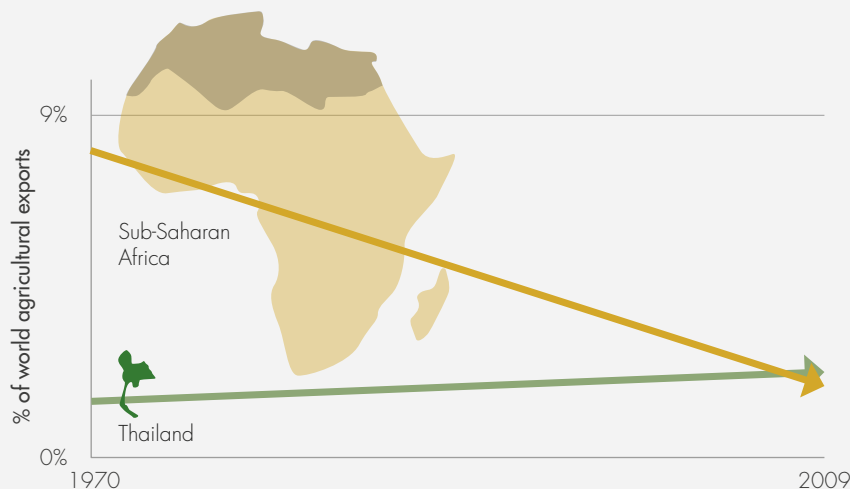 % of world agricultural exports
9%
Sub-Saharan
Africa
Thailand
0%
1970
2009